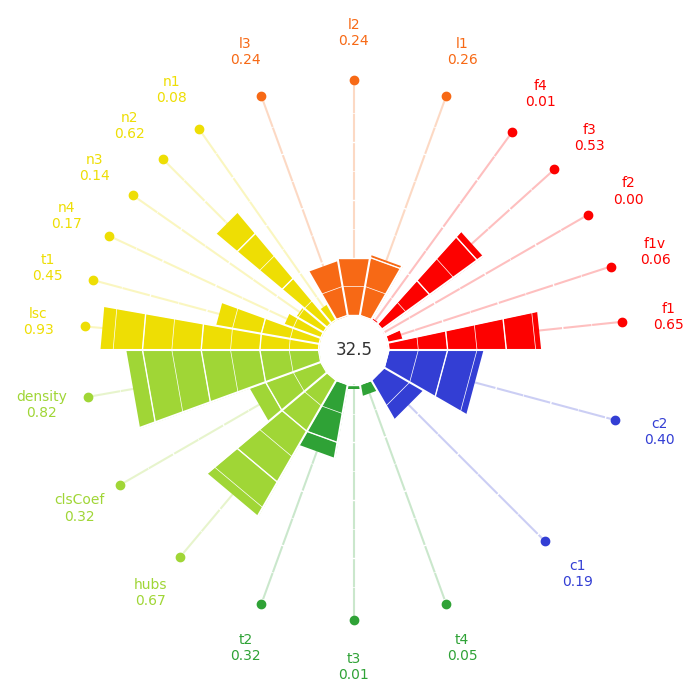 l2
0.24
l3
0.24
l1
0.26
n1
0.08
f4
0.01
n2
0.62
f3
0.53
n3
0.14
f2
0.00
n4
0.17
f1v
0.06
t1
0.45
lsc
0.93
f1
0.65
32.5
density
0.82
c2
0.40
clsCoef
0.32
c1
0.19
hubs
0.67
t2
0.32
t4
0.05
t3
0.01